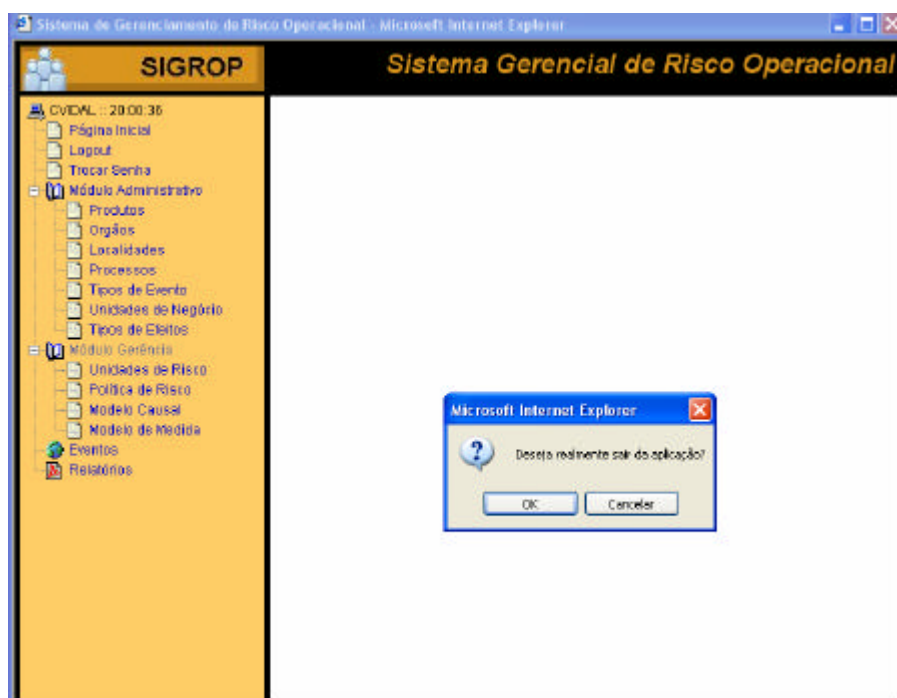 Sistema de Gerenciamento de Risco Operacional - Microsoft Internet Explorer
SIGROP
Sistema Gerencial de Risco Operacional
CVIDAL :: 20:00:36
Página Inicial
Logout
Trocar Senha
Módulo Administrativo
Produtos
Orgãos
Localidades
Processos
Tipos de Evento
Unidades de Negócio
Tipos de Efeitos
Módulo Gerência
Unidades de Risco
Política de Risco
Modelo Causal
Modelo de Medida
Eventos
Relatórios
Microsoft Internet Explorer
Deseja realmente sair da aplicação?
OK
Cancelar